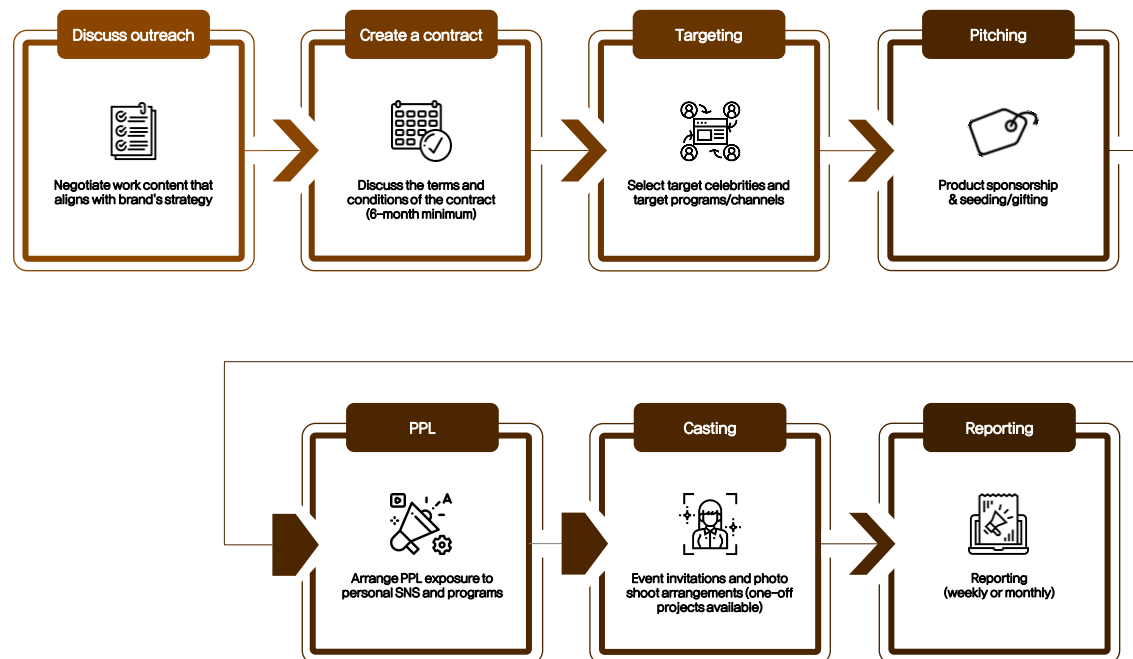 Discuss outreach
Negotiate work content that
aligns with brand's strategy
Create a contract
Discuss the terms and
conditions of the contract
(6-month minimum)
Targeting
Select target celebrities and
target programs/channels
Pitching
Product sponsorship
& seeding/gifting
PPL
A
Arrange PPL exposure to
personal SNS and programs
Casting
Event invitations and photo
shoot arrangements (one-off
projects available)
Reporting
Reporting
(weekly or monthly)